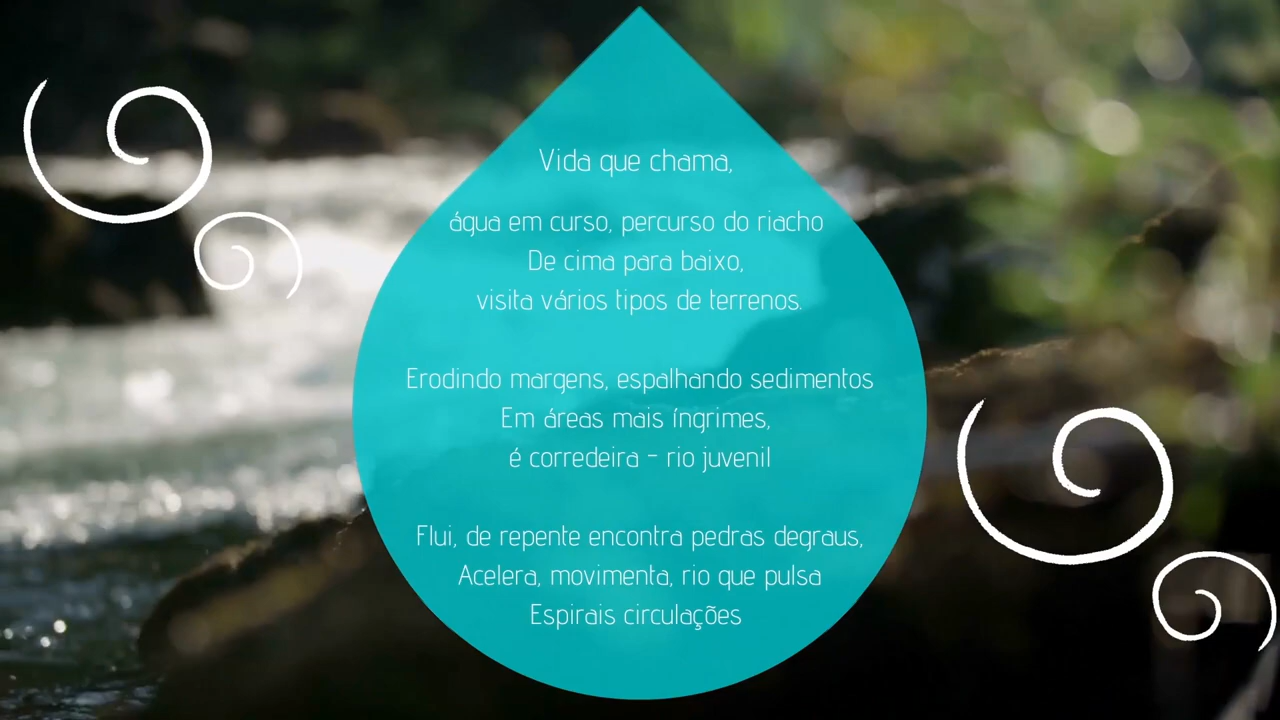 Vida que chama,
água em curso, percurso do riacho
De cima para baixo,
visita vários tipos de terrenos.
Erodindo margens, espalhando sedimentos
Em áreas mais íngrimes,
é corredeira - rio juvenil
Flui, de repente encontra pedras degraus,
Acelera, movimenta, rio que pulsa
Espirais circulações